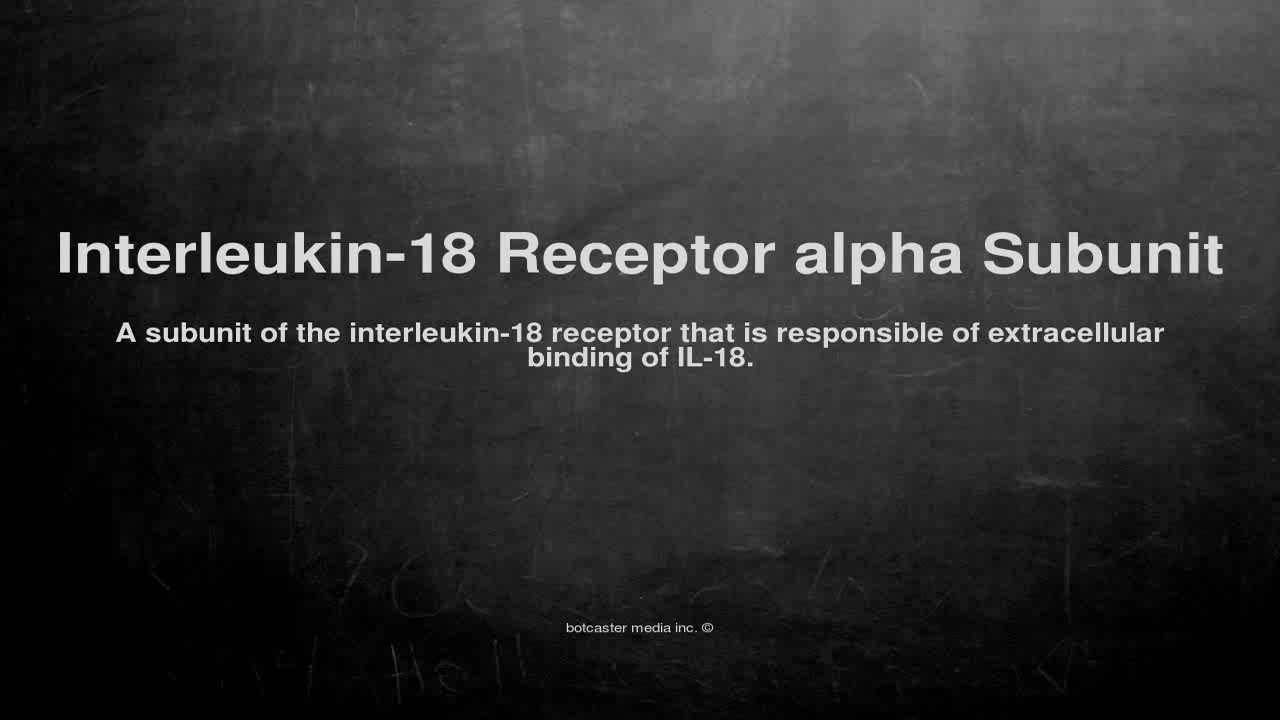 Interleukin-18 Receptor alpha Subunit
A subunit of the interleukin-18 receptor that is responsible of extracellular
binding of IL-18.
botcaster media inc. ©